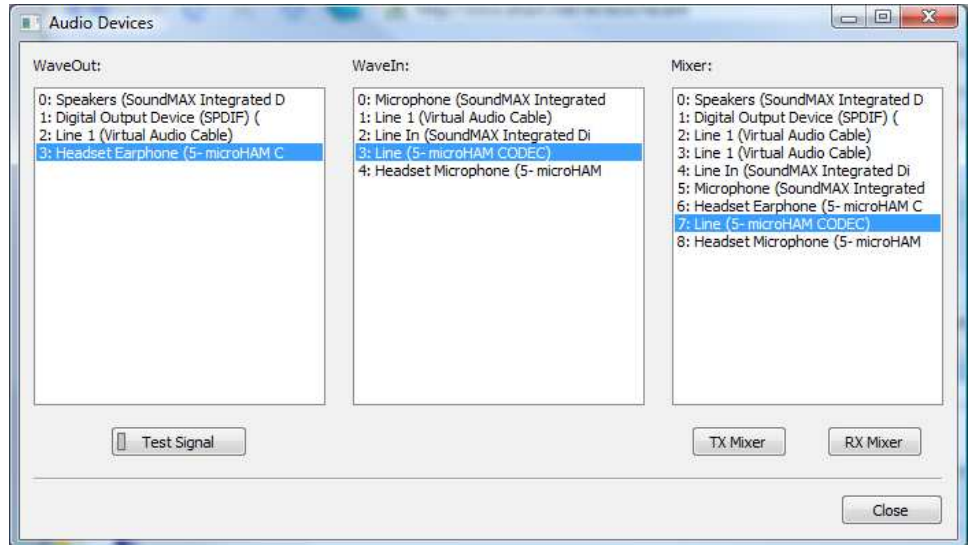 Audio Devices
WaveOut:
0: Speakers (SoundMAX Integrated D
1: Digital Output Device (SPDIF) (
2: Line 1 (Virtual Audio Cable)
3: Headset Earphone (5- microHAM C
Test Signal
WaveIn:
0: Microphone (SoundMAX Integrated
1: Line 1 (Virtual Audio Cable)
2: Line In (SoundMAX Integrated Di
3: Line (5- microHAM CODEC)
4: Headset Microphone (5- microHAM
Mixer:
0: Speakers (SoundMAX Integrated D
1: Digital Output Device (SPDIF) (
2: Line 1 (Virtual Audio Cable)
3: Line 1 (Virtual Audio Cable)
4: Line In (SoundMAX Integrated Di
5: Microphone (SoundMAX Integrated
6: Headset Earphone (5- microHAM C
7: Line (5- microHAM CODEC)
8: Headset Microphone (5- microHAM
TX Mixer
RX Mixer
Close